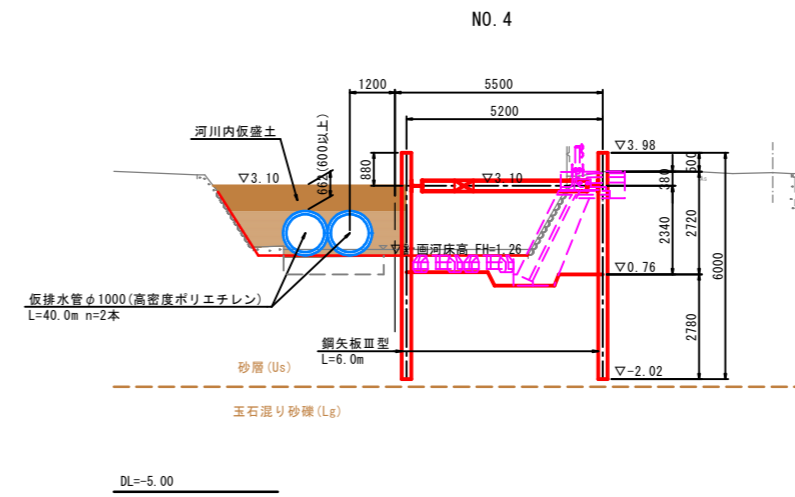 NO. 4
1200
5500
5200
河川内仮盛土
▽3.10
662(600以上)
880
▽3.10
▽3.98
500
380
2340
2720
6000
計画河床高 FH=1.26
▽0.76
仮排水管φ1000(高密度ポリエチレン)
L=40.0m n=2本
2780
鋼矢板Ⅲ型
L=6.0m
砂層(Us)
▽-2.02
玉石混り砂礫(Lg)
DL=-5.00